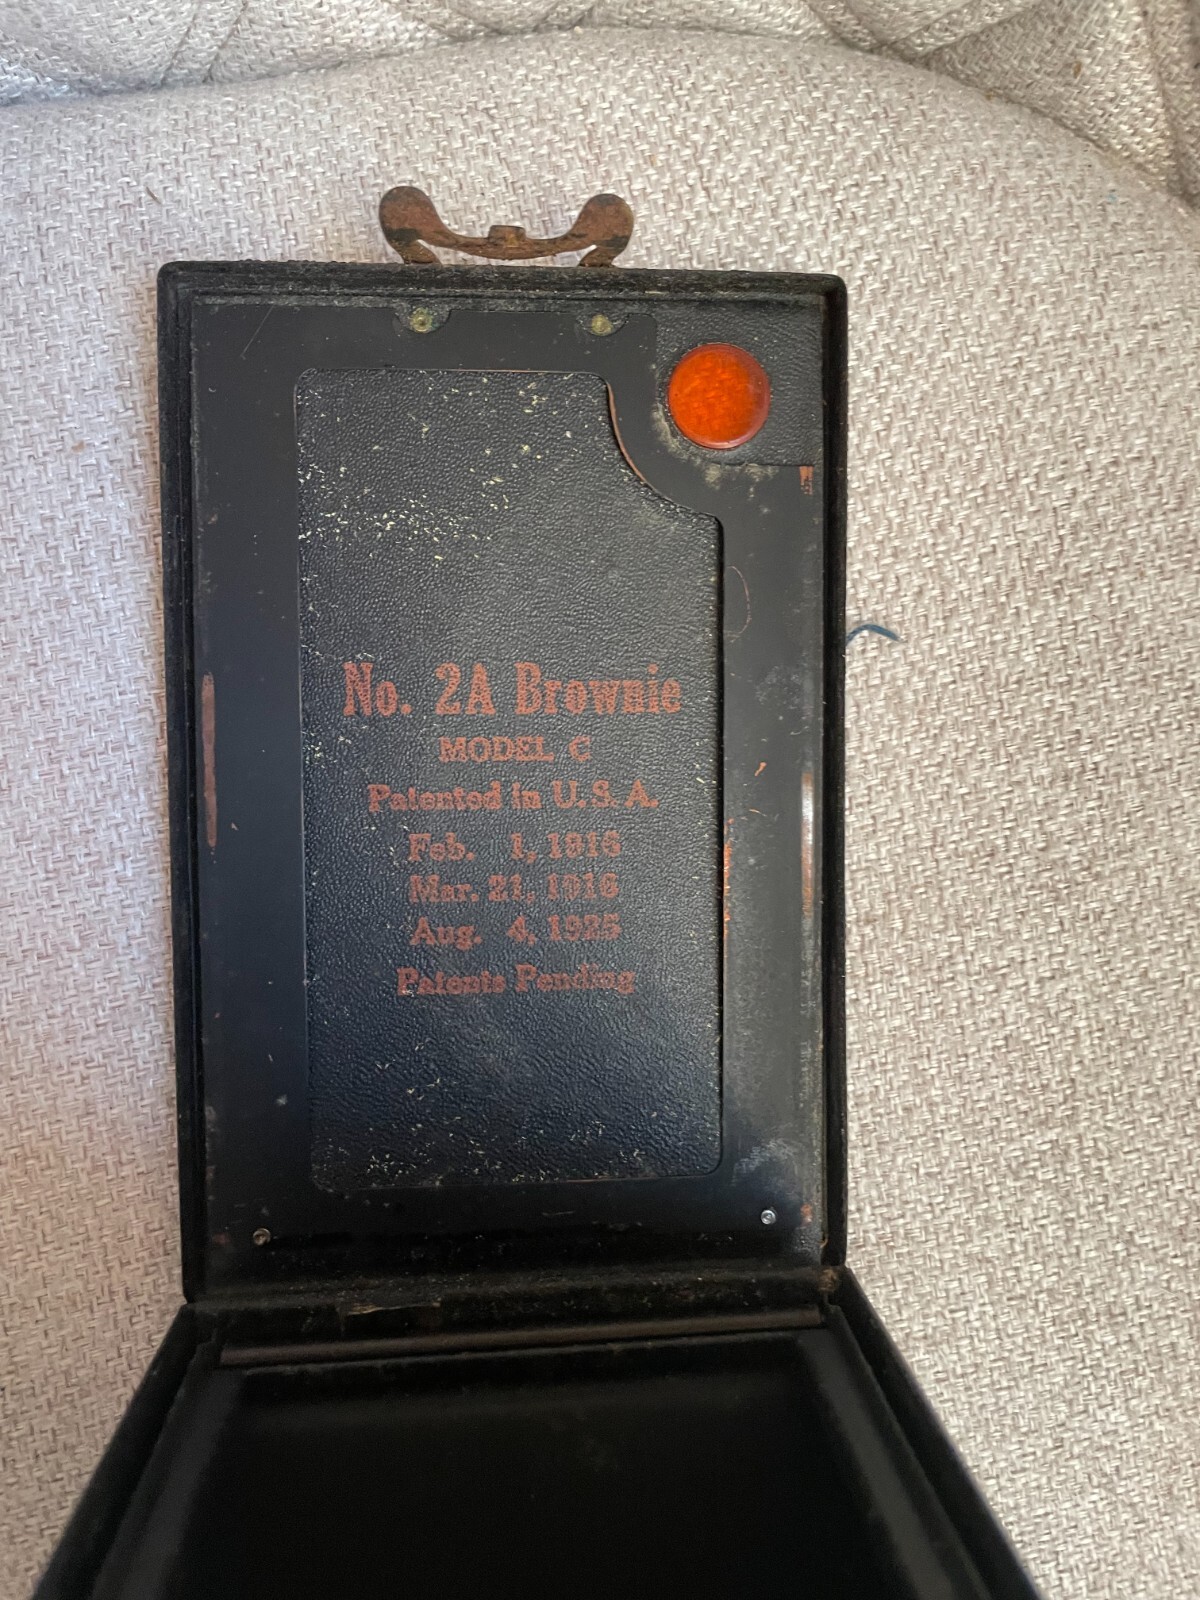 No. 2A Brownie
MODEL C
Patented in U.S.A.
Feb. 1, 1916
Mar. 21, 1916
Aug. 4, 1925
Patents Pending